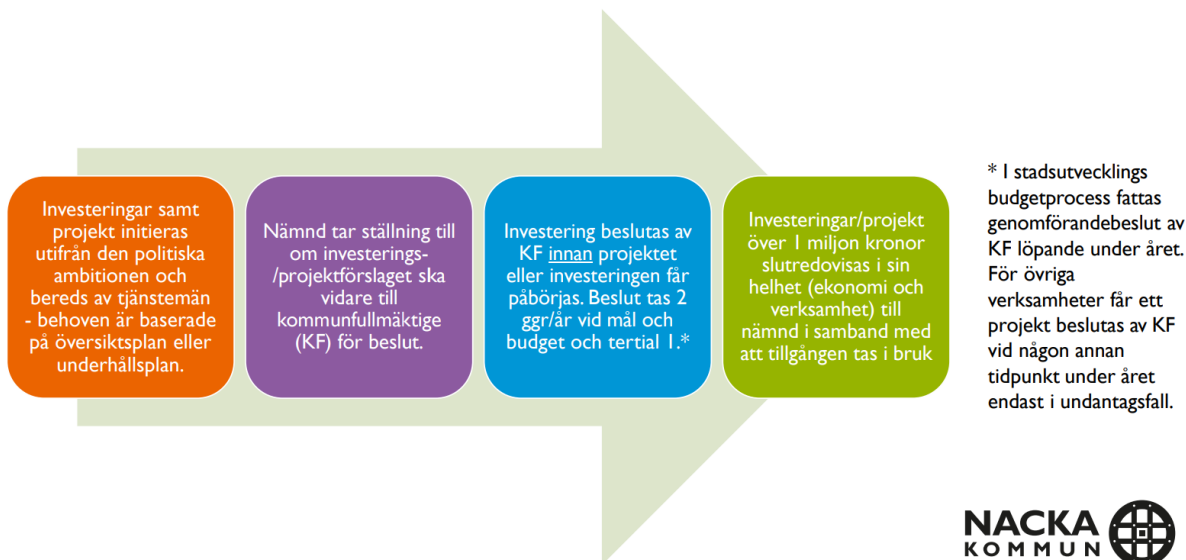 Investeringar samt
projekt initieras
utifrån den politiska
ambitionen och
bereds av tjänstemän
- behoven är baserade
på översiktsplan eller
underhållsplan.
Nämnd tar ställning till
om investerings-
/projektförslaget ska
vidare till
kommunfullmäktige
(KF) för beslut.
Investering beslutas av
KF innan projektet
eller investeringen får
påbörjas. Beslut tas 2
ggr/år vid mål och
budget och tertial 1.*
Investeringar/projekt
över 1 miljon kronor
slutredovisas i sin
helhet (ekonomi och
verksamhet) till
nämnd i samband med
att tillgången tas i bruk
* I stadsutvecklings
budgetprocess fattas
genomförandebeslut av
KF löpande under året.
För övriga
verksamheter får ett
projekt beslutas av KF
vid någon annan
tidpunkt under året
endast i undantagsfall.
NACKA
KOMMUN